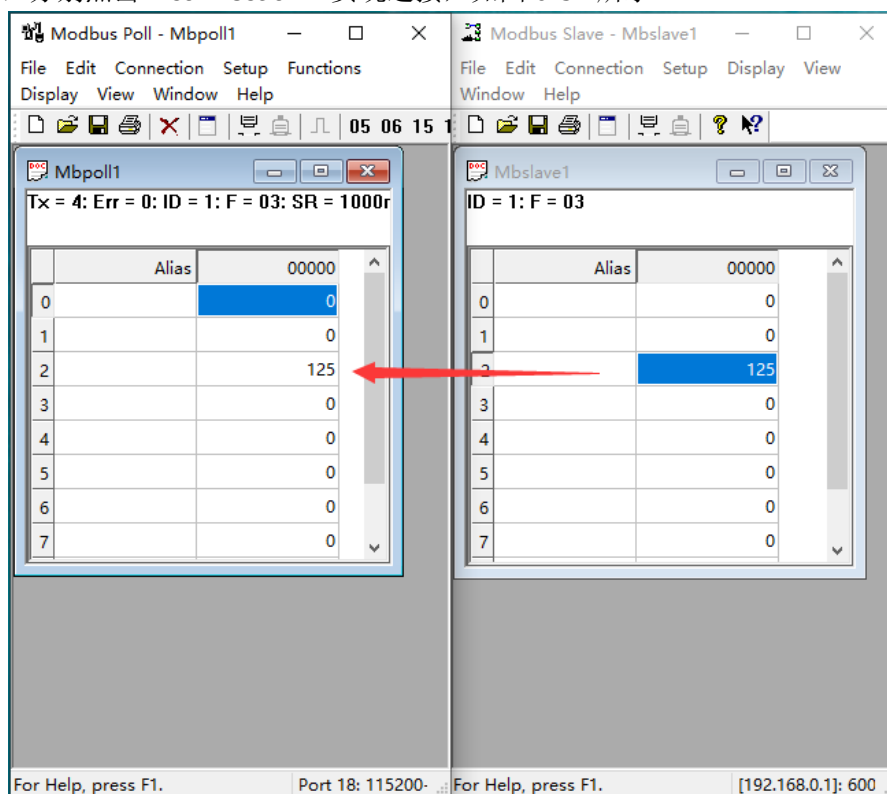 Modbus Poll - Mbpoll1
File Edit Connection Setup Functions
Display View Window Help
05 06 15 1
Mbpoll1
Tx = 4: Err = 0: ID = 1: F = 03: SR = 1000r
Alias 00000
0 0
1 0
2 125
3 0
4 0
5 0
6 0
7 0
For Help, press F1. Port 18: 115200-
Modbus Slave - Mbslave1
File Edit Connection Setup Display View
Window Help
Mbslave1
ID = 1: F = 03
Alias 00000
0 0
1 0
2 125
3 0
4 0
5 0
6 0
7 0
For Help, press F1. [192.168.0.1]: 600